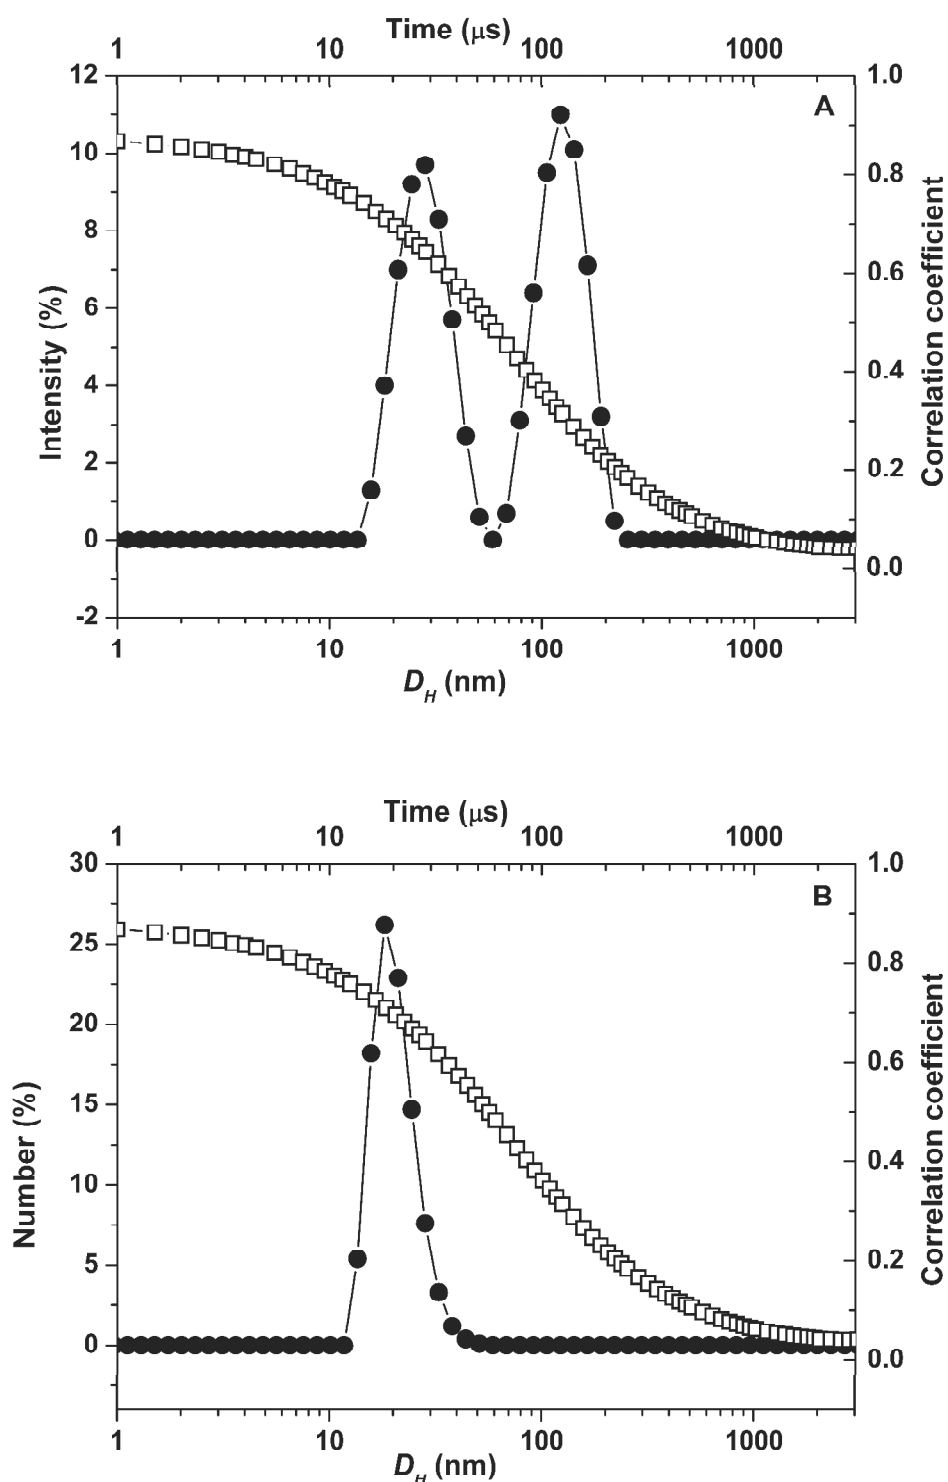 Time (μs)
1 10 100 1000
12
10
8
6
4
2
0
-2
Intensity (%)
A
1.0
0.8
0.6
0.4
0.2
0.0
Correlation coefficient
1 10 100 1000
D_H (nm)
Time (μs)
1 10 100 1000
30
25
20
15
10
5
0
Number (%)
B
1.0
0.8
0.6
0.4
0.2
0.0
Correlation coefficient
1 10 100 1000
D_H (nm)